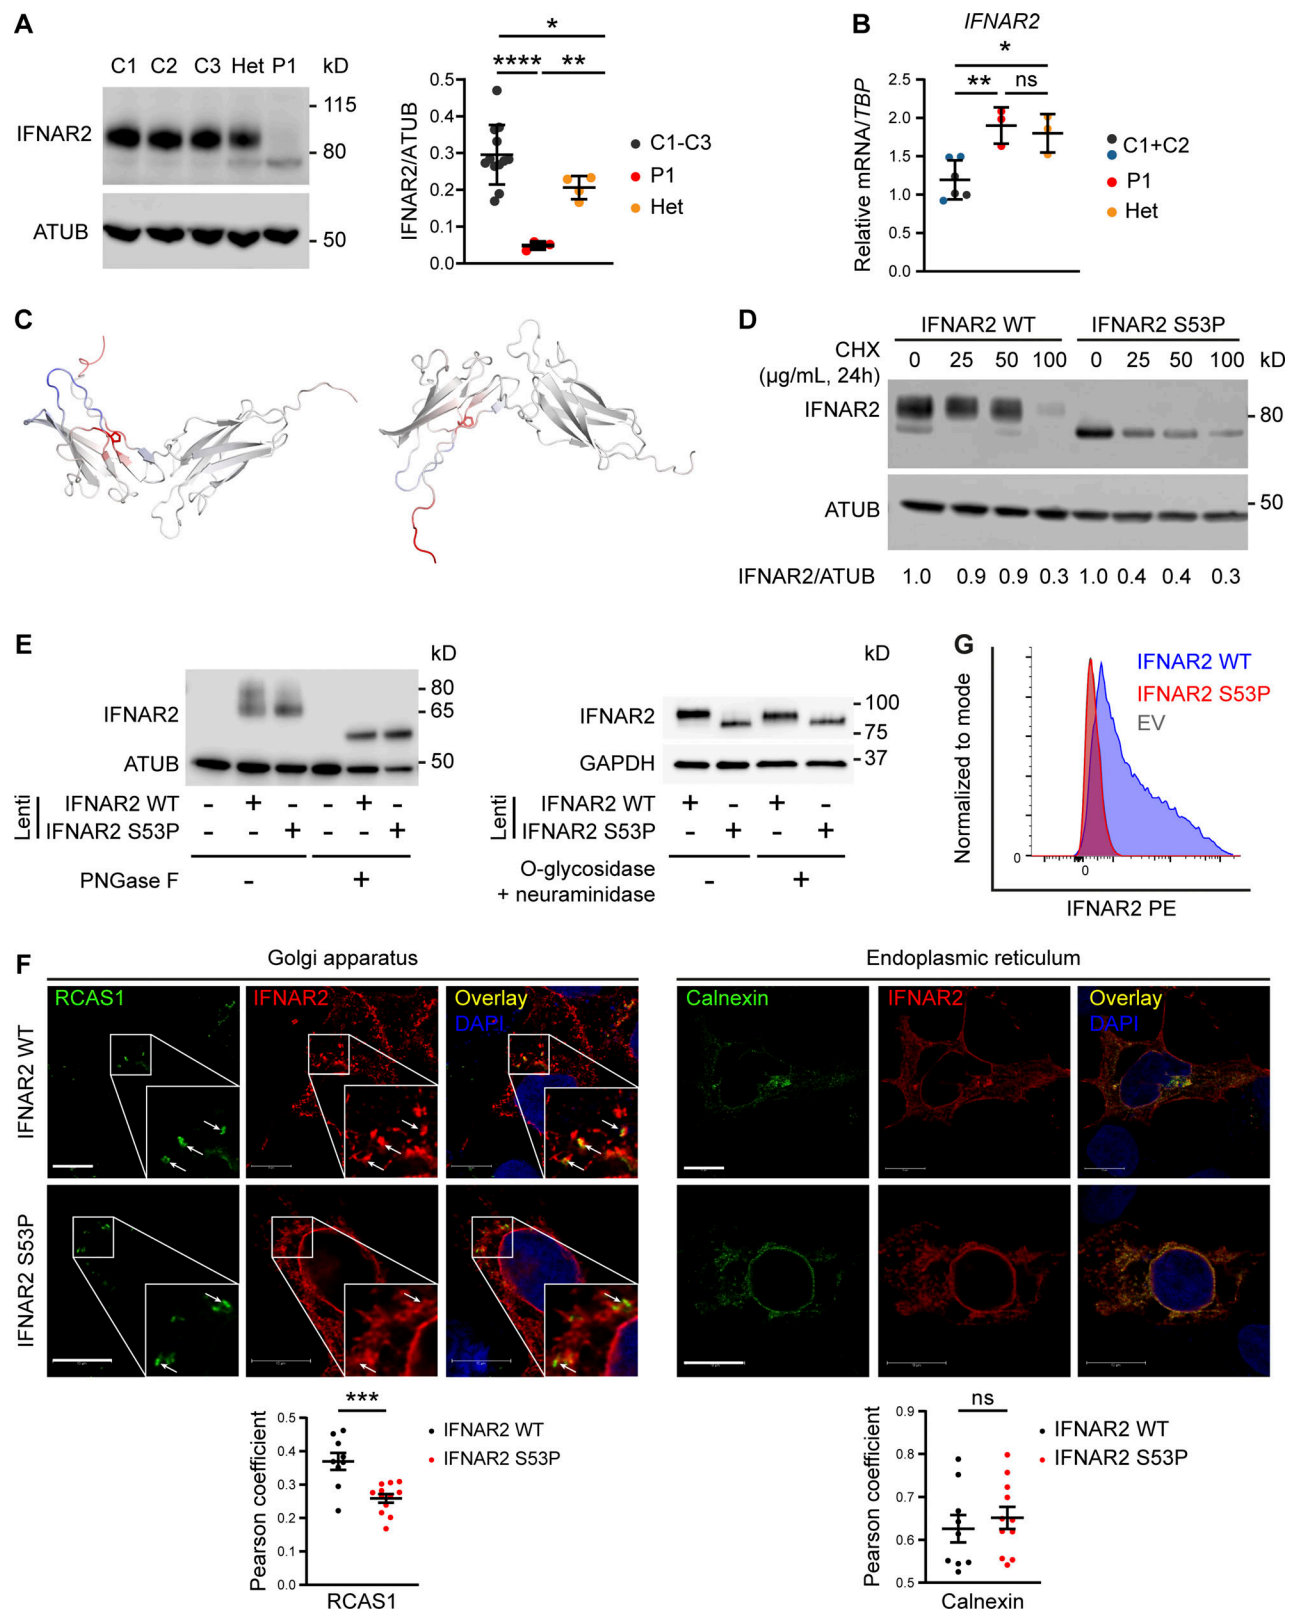 A
C1 C2 C3 Het P1 kD
IFNAR2
115
80
ATUB
50
IFNAR2/ATUB
0.5
0.4
0.3
0.2
0.1
0.0
*
**** **
C1-C3
P1
Het
B
IFNAR2
*
** ns
Relative mRNA/TBP
2.5
2.0
1.5
1.0
0.5
0.0
C1+C2
P1
Het
C
D
IFNAR2 WT IFNAR2 S53P
CHX 0 25 50 100 0 25 50 100 kD
(µg/mL, 24h)
IFNAR2
80
ATUB
50
IFNAR2/ATUB 1.0 0.9 0.9 0.3 1.0 0.4 0.4 0.3
E
kD
IFNAR2
80
65
ATUB
50
Lenti
IFNAR2 WT - + - - + -
IFNAR2 S53P - - + - - +
PNGase F - +
kD
IFNAR2
100
75
GAPDH
37
Lenti
IFNAR2 WT + - + -
IFNAR2 S53P - + - +
O-glycosidase
+ neuraminidase - +
G
Normalized to mode
IFNAR2 WT
IFNAR2 S53P
EV
0
0
IFNAR2 PE
F
Golgi apparatus Endoplasmic reticulum
IFNAR2 WT
RCAS1 IFNAR2 Overlay
DAPI
Calnexin IFNAR2 Overlay
DAPI
IFNAR2 S53P
***
Pearson coefficient
0.5
0.4
0.3
0.2
0.1
0.0
RCAS1
IFNAR2 WT
IFNAR2 S53P
ns
Pearson coefficient
0.9
0.8
0.7
0.6
0.5
Calnexin
IFNAR2 WT
IFNAR2 S53P